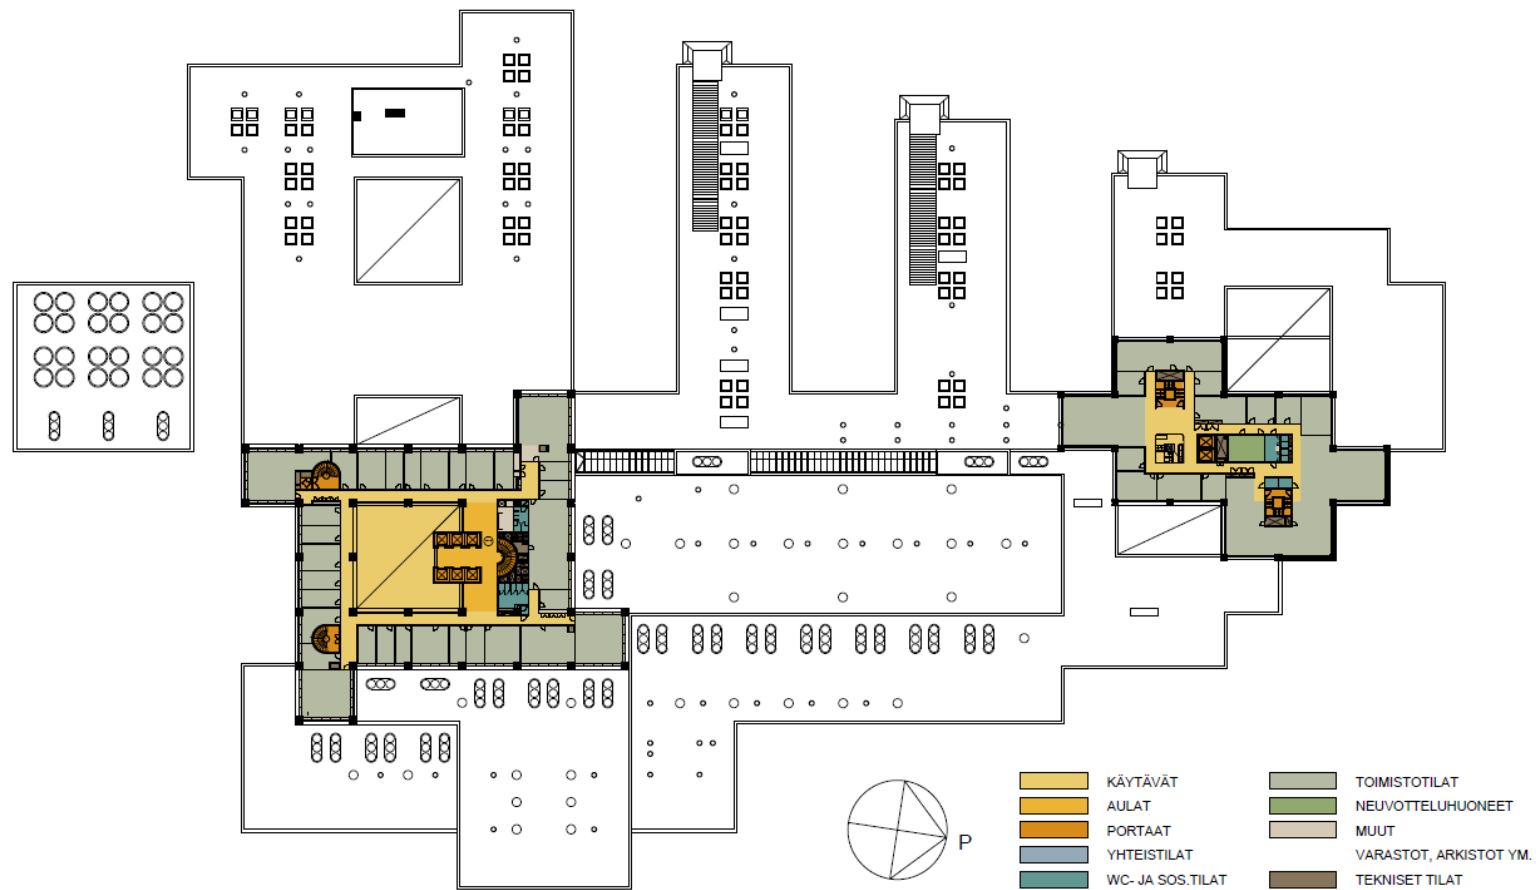 P
KÄYTÄVÄT
AULAT
PORTAAT
YHTEISTILAT
WC- JA SOS.TILAT
TOIMISTOTILAT
NEUVOTTELUHUONEET
MUUT
VARASTOT, ARKISTOT YM.
TEKNISET TILAT